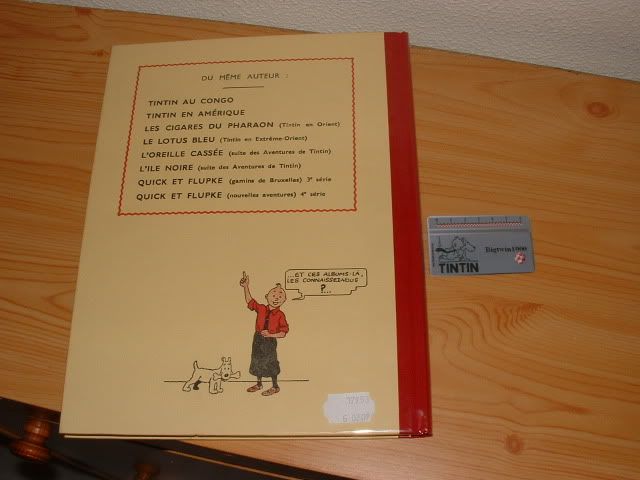 DU MÊME AUTEUR :
TINTIN AU CONGO
TINTIN EN AMÉRIQUE
LES CIGARES DU PHARAON (Tintin en Orient)
LE LOTUS BLEU (Tintin en Extrême-Orient)
L'OREILLE CASSÉE (suite des Aventures de Tintin)
L'ILE NOIRE (suite des Aventures de Tintin)
QUICK ET FLUPKE (gamins de Bruxelles) 3e série
QUICK ET FLUPKE (nouvelles aventures) 4e série
...ET CES ALBUMS-LÀ,
LES CONNAISSEZ-VOUS
?...
TINTIN
Bigtwin1000